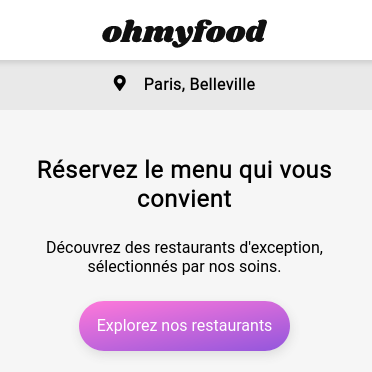 ohmyfood
Paris, Belleville
Réservez le menu qui vous
convient
Découvrez des restaurants d'exception,
sélectionnés par nos soins.
Explorez nos restaurants